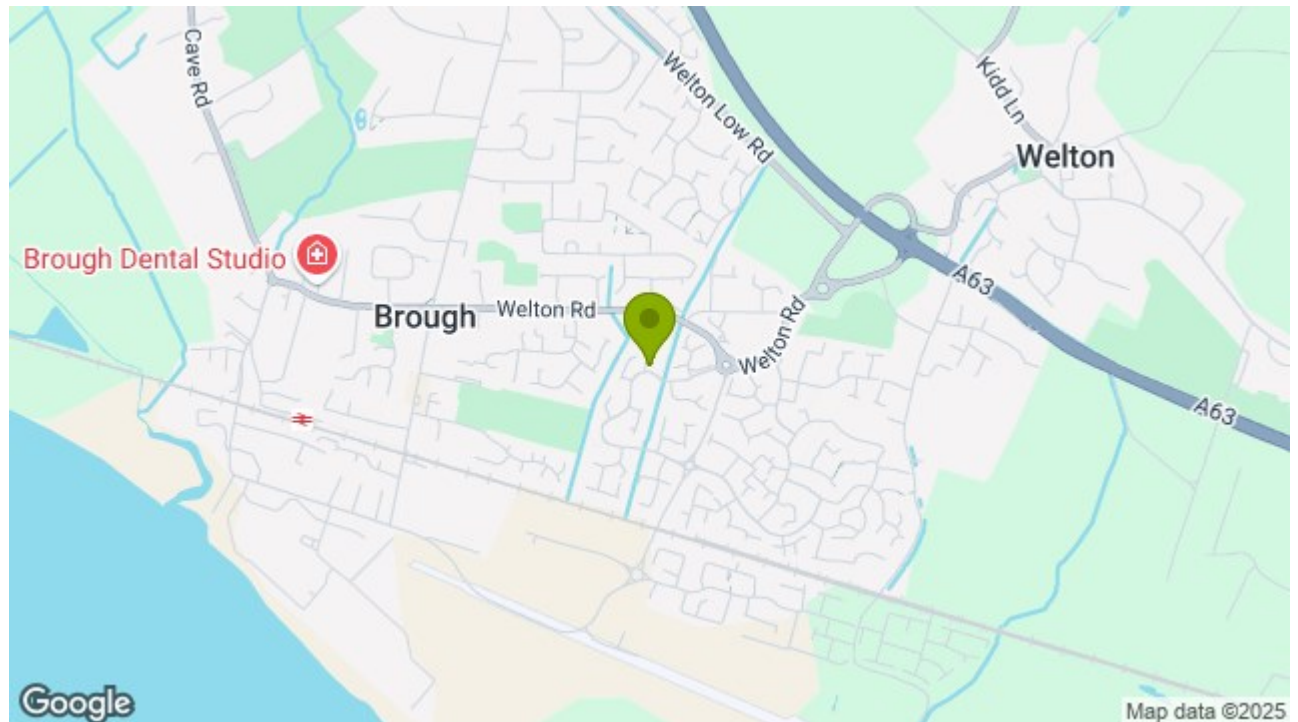 Cave Rd
Welton Low Rd
Kidd Ln
Welton
Brough Dental Studio
A63
Brough
Welton Rd
Welton Rd
A63
Google
Map data ©2025